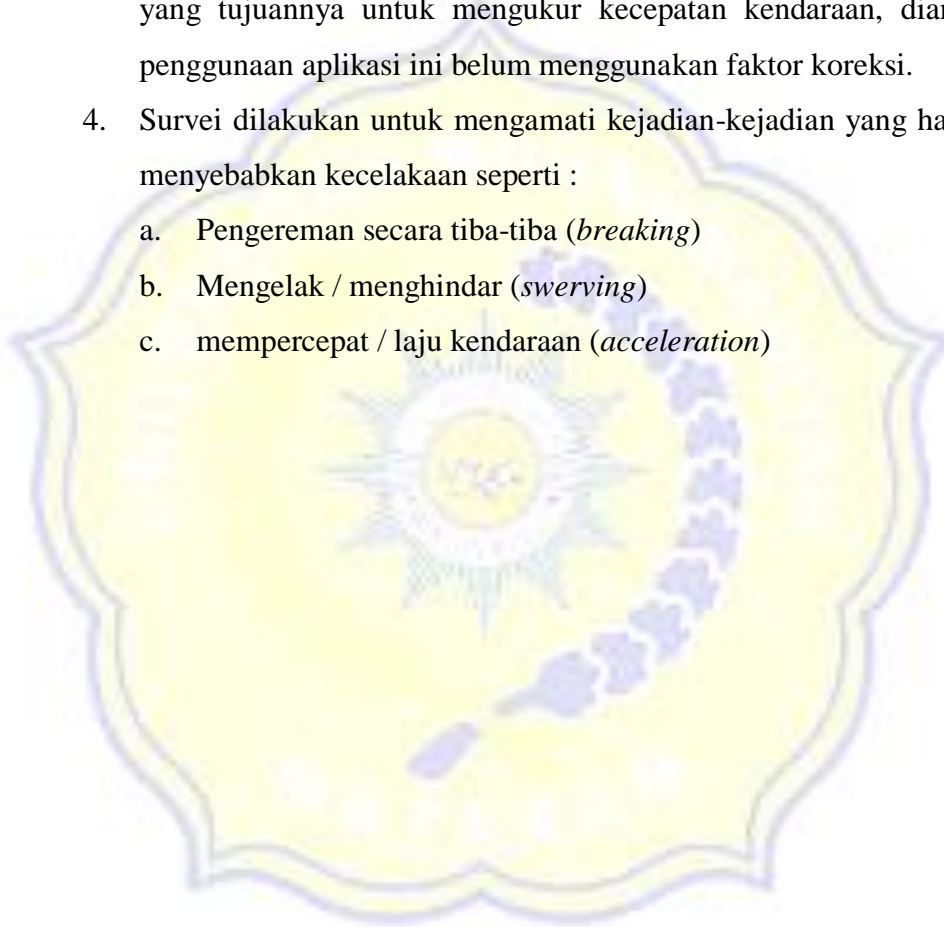 yang tujuannya untuk mengukur kecepatan kendaraan,
penggunaan aplikasi ini belum menggunakan faktor koreksi.
4. Survei dilakukan untuk mengamati kejadian-kejadian yang
menyebabkan kecelakaan seperti :
a. Pengereman secara tiba-tiba (breaking)
b. Mengelak / menghindar (swerving)
c. mempercepat / laju kendaraan (acceleration)